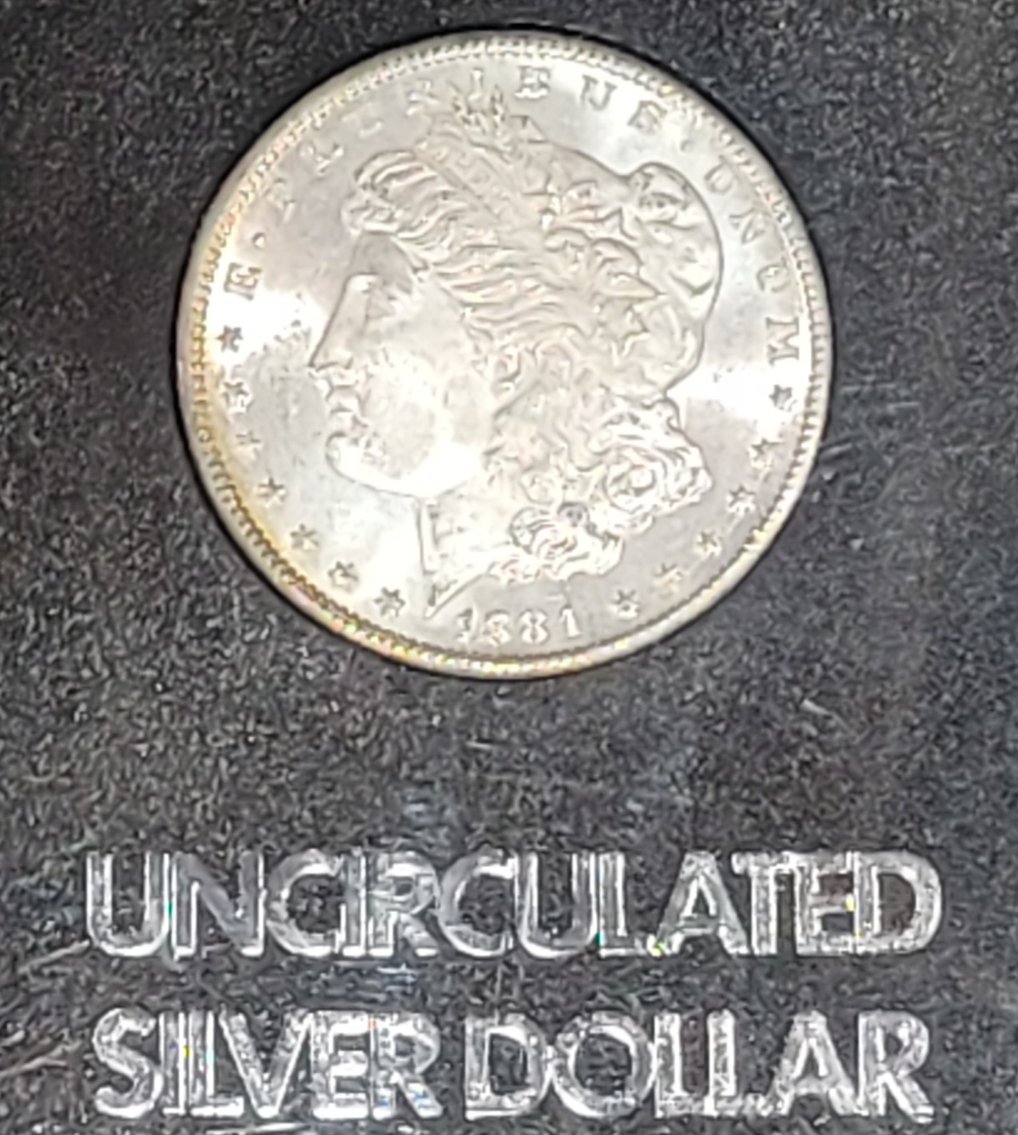 E·PLURIBUS·UNUM
1881
UNCIRCULATED
SILVER DOLLAR